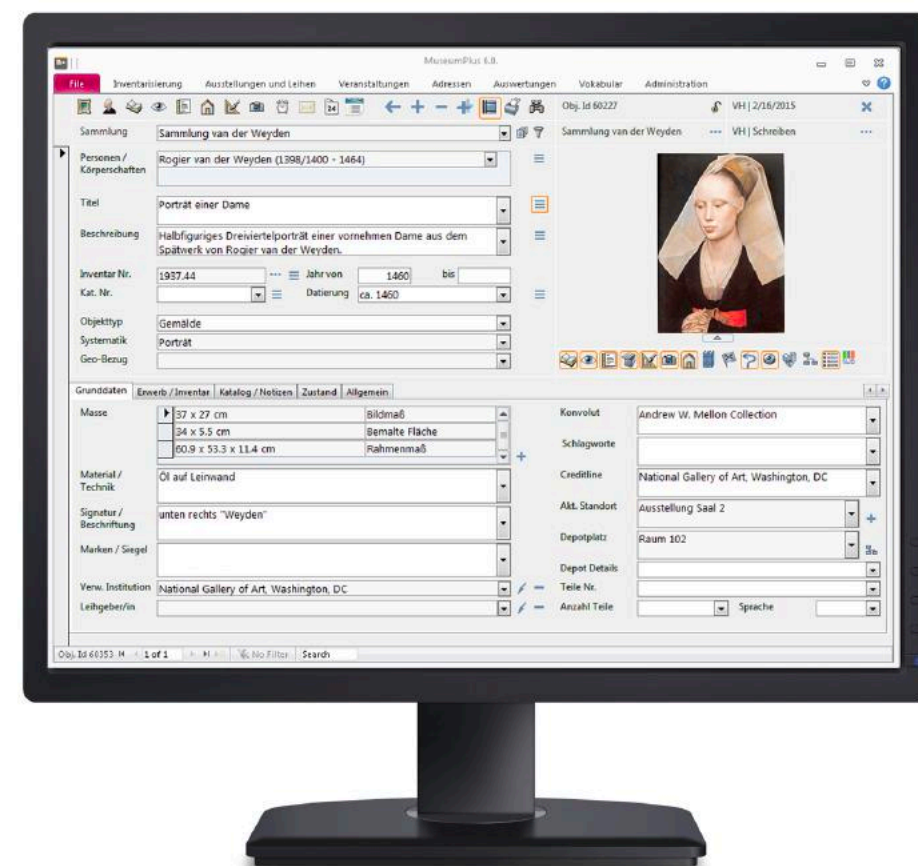 MuseumPlus 6.0.
File Inventarisierung Ausstellungen und Leihen Veranstaltungen Adressen Auswertungen Vokabular Administration
24 Obj. Id 60227 VH | 2/16/2015
Sammlung Sammlung van der Weyden Sammlung van der Weyden ... VH | Schreiben ...
Personen / Körperschaften Rogier van der Weyden (1398/1400 - 1464)
Titel Porträt einer Dame
Beschreibung Halbfiguriges Dreiviertelporträt einer vornehmen Dame aus dem
Spätwerk von Rogier van der Weyden.
Inventar Nr. 1937.44 ... Jahr von 1460 bis
Kat. Nr. Datierung ca. 1460
Objekttyp Gemälde
Systematik Porträt
Geo-Bezug
Grunddaten Erwerb / Inventar Katalog / Notizen Zustand Allgemein
Masse 37 x 27 cm Bildmaß Konvolut Andrew W. Mellon Collection
34 x 5.5 cm Bemalte Fläche
60.9 x 53.3 x 11.4 cm Rahmenmaß Schlagworte
Material / Technik Öl auf Leinwand Creditline National Gallery of Art, Washington, DC
Signatur / Beschriftung unten rechts "Weyden" Akt. Standort Ausstellung Saal 2
Marken / Siegel Depotplatz Raum 102
Depot Details
Verw. Institution National Gallery of Art, Washington, DC Teile Nr.
Leihgeber/in Anzahl Teile Sprache
Obj. Id 60353 1 of 1 No Filter Search